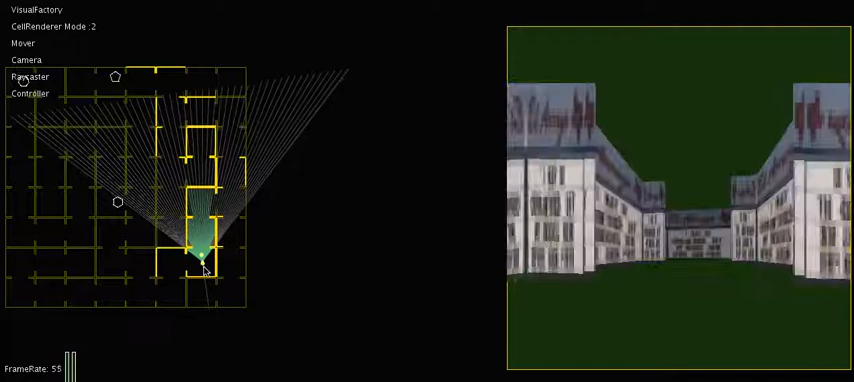 VisualFactory
CellRenderer Mode :2
Mover
Camera
Raycaster
Controller
FrameRate: 55